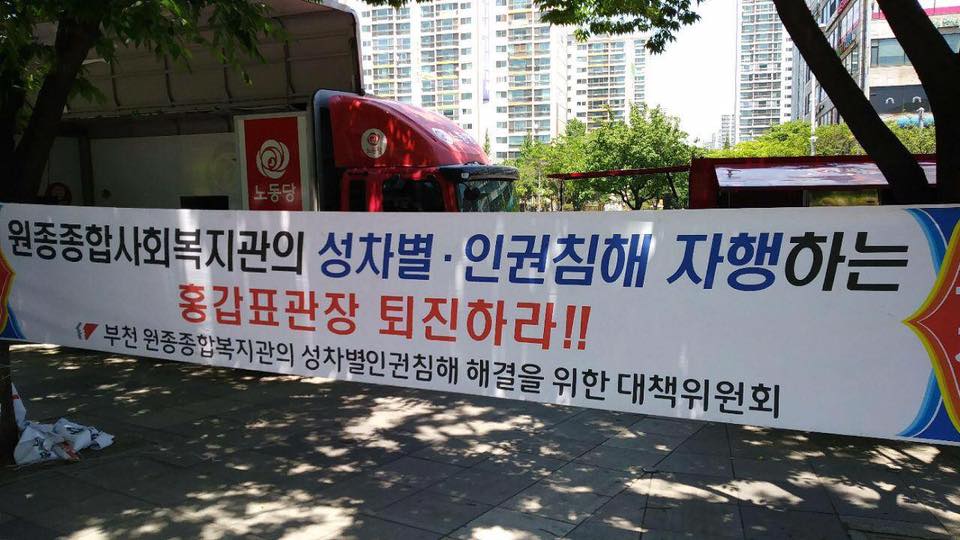 노동당
노동당
원종종합사회복지관의 성차별·인권침해 자행하는
홍갑표관장 퇴진하라!!
부천 원종종합복지관의 성차별인권침해 해결을 위한 대책위원회